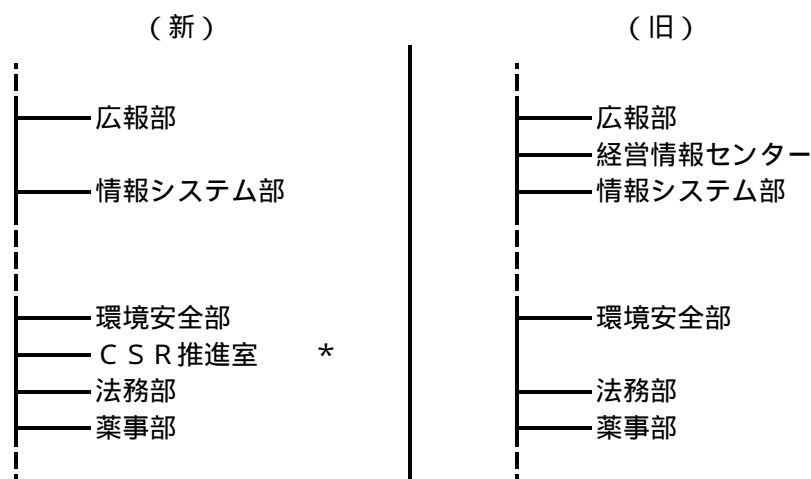 （新）
広報部
情報システム部
環境安全部
ＣＳＲ推進室　　*
法務部
薬事部
（旧）
広報部
経営情報センター
情報システム部
環境安全部
法務部
薬事部